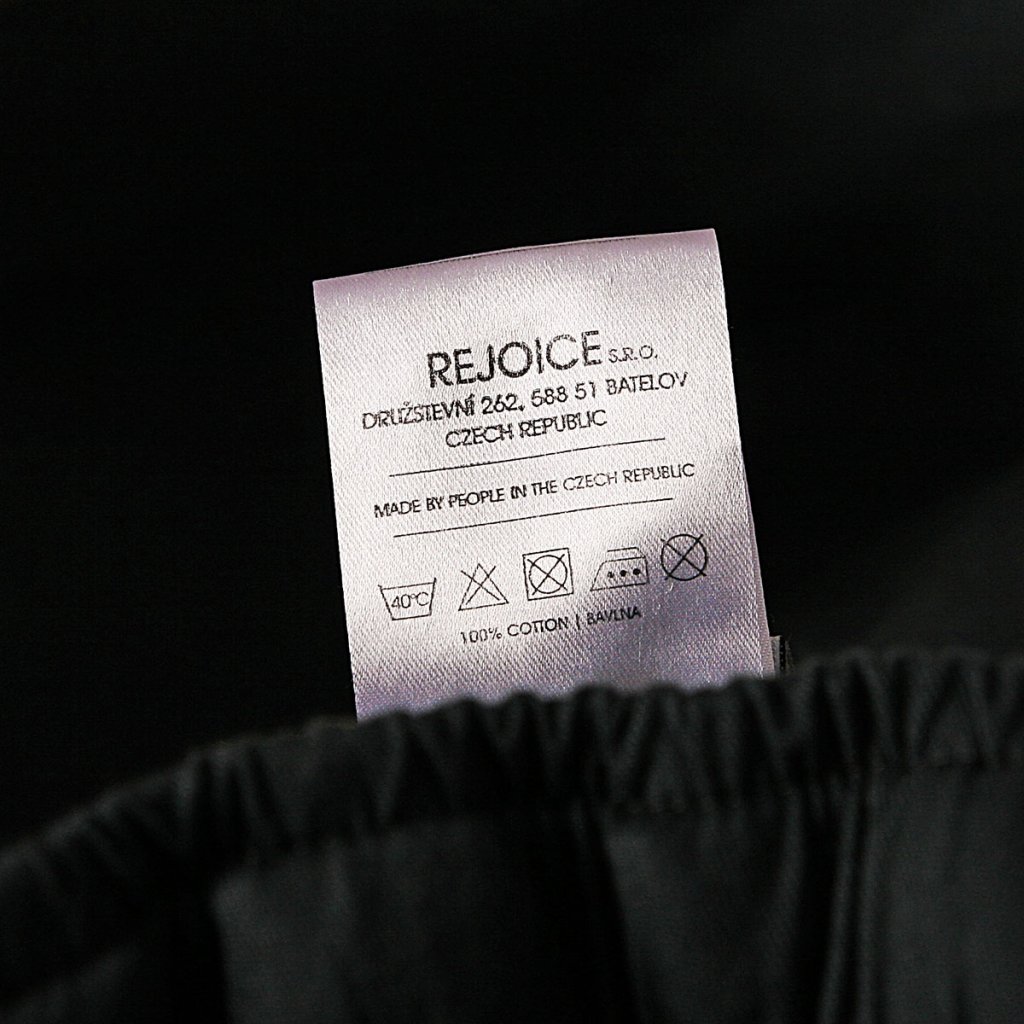 REJOICE S.R.O.
DRUŽSTEVNÍ 262, 588 51 BATELOV
CZECH REPUBLIC
MADE BY PEOPLE IN THE CZECH REPUBLIC
40°C
100% COTTON | BAVLNA